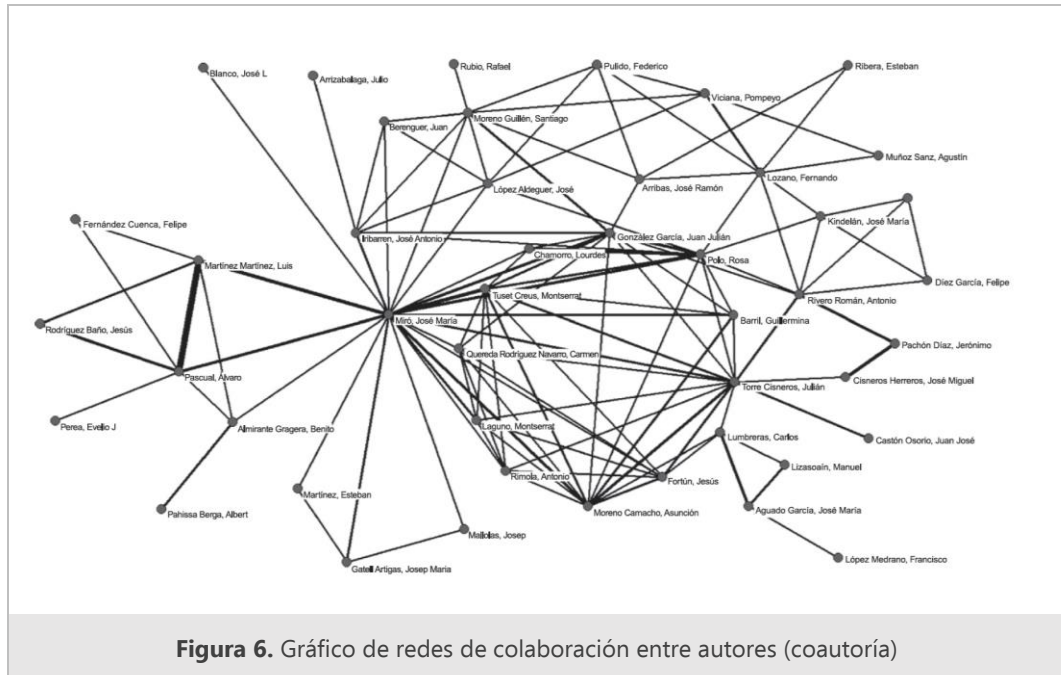 Blanco, José L
Arrizabalaga, Julio
Rubio, Rafael
Pulido, Federico
Ribera, Esteban
Viciana, Pompeyo
Moreno Guillén, Santiago
Berenguer, Juan
Muñoz Sanz, Agustín
Lozano, Fernando
Arribas, José Ramón
López Aldeguer, José
Kindelán, José María
Fernández Cuenca, Felipe
Iribarren, José Antonio
González García, Juan Julián
Chamorro, Lourdes
Polo, Rosa
Martínez Martínez, Luis
Díez García, Felipe
Tuset Creus, Montserrat
Rivero Román, Antonio
Miró, José María
Barril, Guillermina
Rodríguez Baño, Jesús
Pachón Díaz, Jerónimo
Quereda Rodríguez Navarro, Carmen
Pascual, Álvaro
Cisneros Herreros, José Miguel
Torre Cisneros, Julián
Perea, Evelio J
Almirante Gragera, Benito
Laguno, Montserrat
Lumbreras, Carlos
Castón Osorio, Juan José
Lizasoaín, Manuel
Rimola, Antonio
Fortún, Jesús
Martínez, Esteban
Aguado García, José María
Pahissa Berga, Albert
Moreno Camacho, Asunción
Mallolas, Josep
López Medrano, Francisco
Gatell Artigas, Josep María
Figura 6. Gráfico de redes de colaboración entre autores (coautoría)